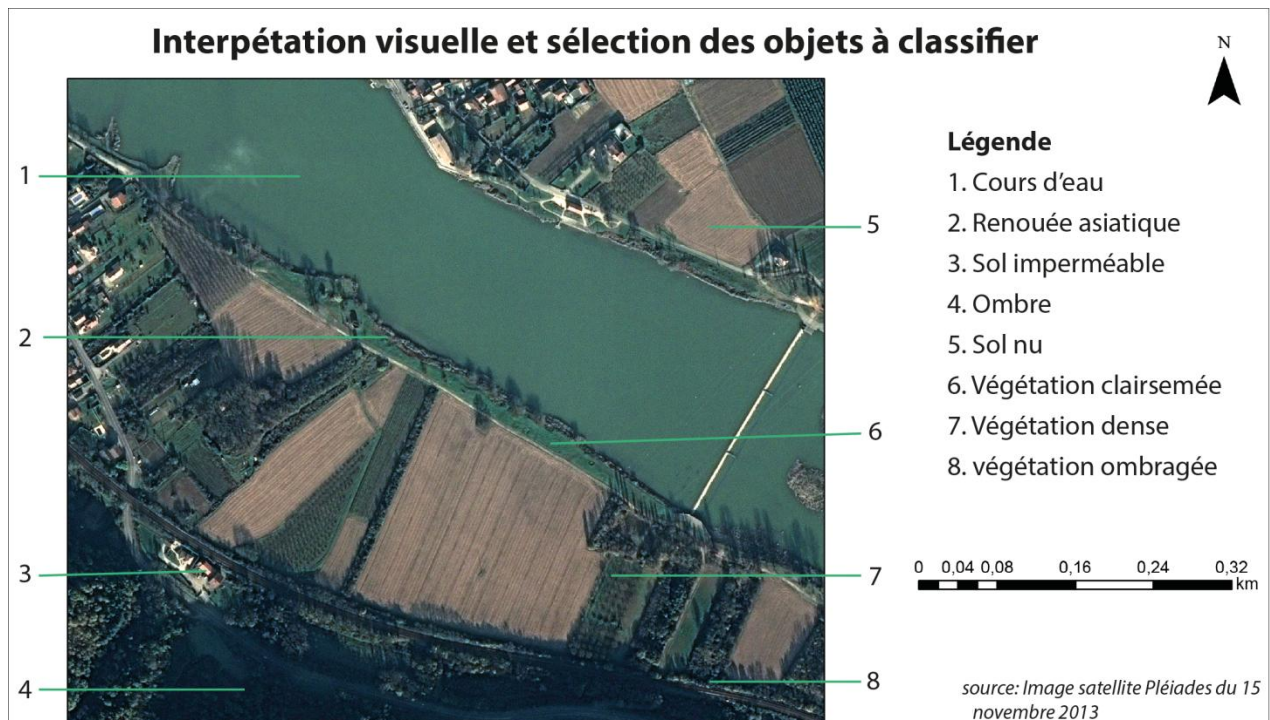 Interpétation visuelle et sélection des objets à classifier
N
1
2
3
4
5
6
7
8
Légende
1. Cours d'eau
2. Renouée asiatique
3. Sol imperméable
4. Ombre
5. Sol nu
6. Végétation clairsemée
7. Végétation dense
8. végétation ombragée
0 0,04 0,08 0,16 0,24 0,32
km
source: Image satellite Pléiades du 15
novembre 2013